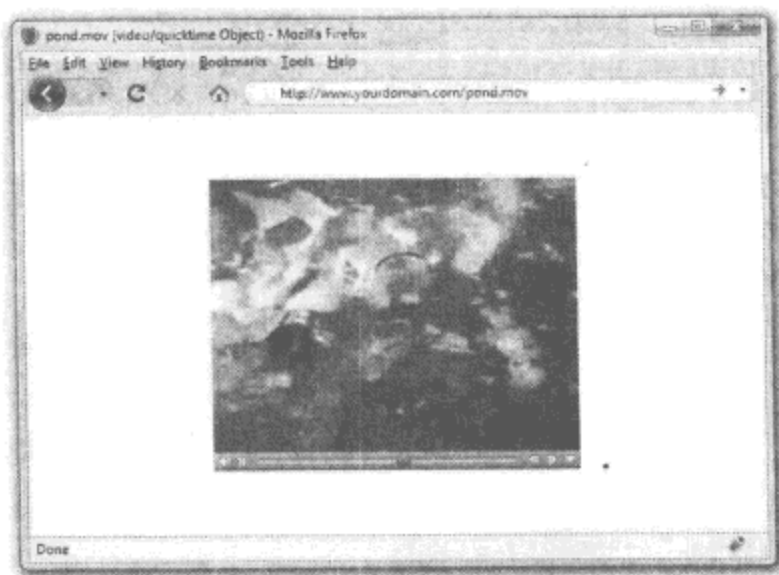 pond.mov (video/quicktime Object) - Mozilla Firefox
File Edit View History Bookmarks Tools Help
http://www.yourdomain.com/pond.mov
Done